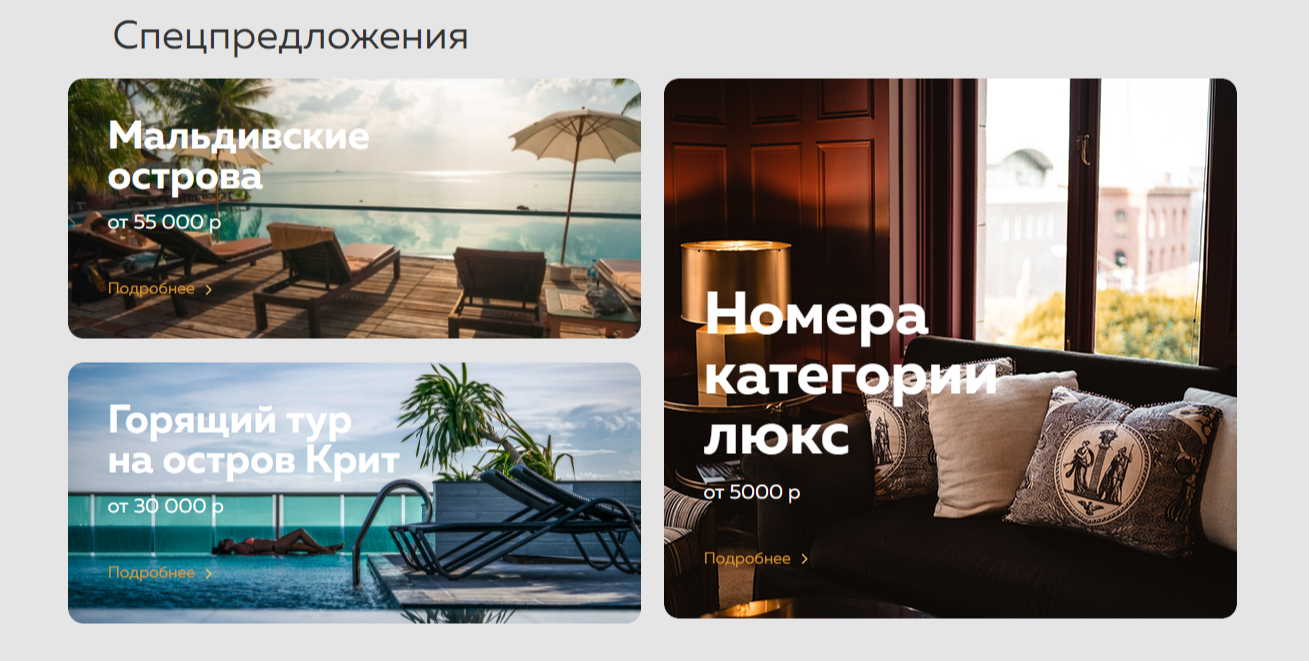 Спецпредложения
Мальдивские
острова
от 55 000 р
Подробнее
Горящий тур
на остров Крит
от 30 000 р
Подробнее
Номера
категории
люкс
от 5000 р
Подробнее